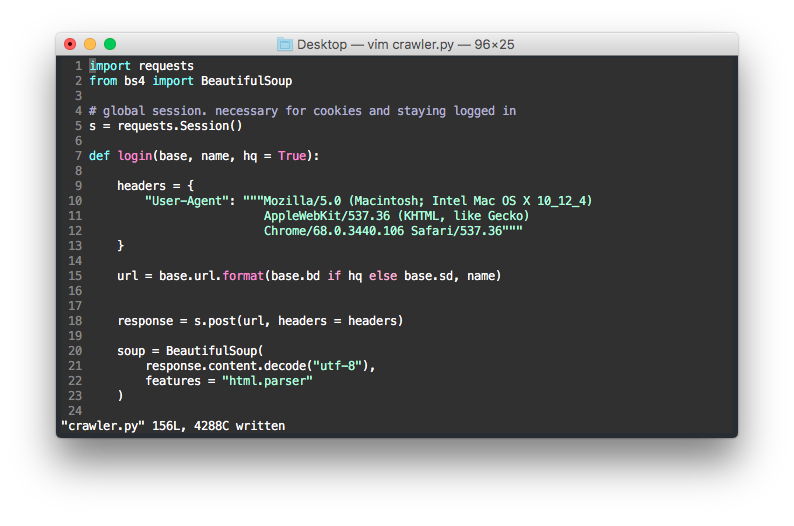 Desktop — vim crawler.py — 96×25
1 import requests
2 from bs4 import BeautifulSoup
3
4 # global session. necessary for cookies and staying logged in
5 s = requests.Session()
6
7 def login(base, name, hq = True):
8
9     headers = {
10         "User-Agent": """Mozilla/5.0 (Macintosh; Intel Mac OS X 10_12_4)
11                          AppleWebKit/537.36 (KHTML, like Gecko)
12                          Chrome/68.0.3440.106 Safari/537.36"""
13     }
14
15     url = base.url.format(base.bd if hq else base.sd, name)
16
17
18     response = s.post(url, headers = headers)
19
20     soup = BeautifulSoup(
21         response.content.decode("utf-8"),
22         features = "html.parser"
23     )
24
"crawler.py" 156L, 4288C written